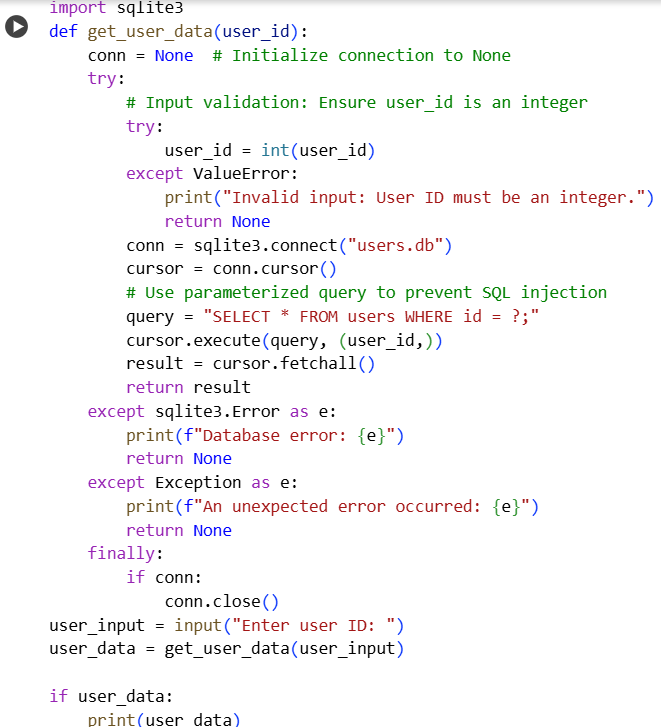 import sqlite3
def get_user_data(user_id):
    conn = None  # Initialize connection to None
    try:
        # Input validation: Ensure user_id is an integer
        try:
            user_id = int(user_id)
        except ValueError:
            print("Invalid input: User ID must be an integer.")
            return None
        conn = sqlite3.connect("users.db")
        cursor = conn.cursor()
        # Use parameterized query to prevent SQL injection
        query = "SELECT * FROM users WHERE id = ?;"
        cursor.execute(query, (user_id,))
        result = cursor.fetchall()
        return result
    except sqlite3.Error as e:
        print(f"Database error: {e}")
        return None
    except Exception as e:
        print(f"An unexpected error occurred: {e}")
        return None
    finally:
        if conn:
            conn.close()
user_input = input("Enter user ID: ")
user_data = get_user_data(user_input)

if user_data:
    print(user_data)